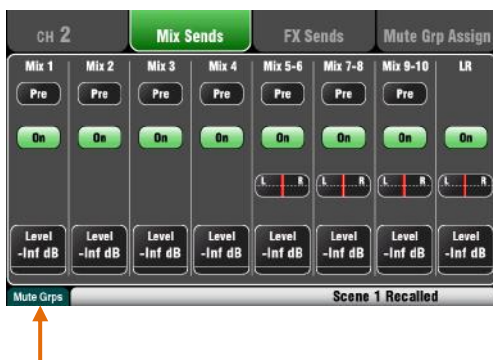 CH 2 Mix Sends FX Sends Mute Grp Assign
Mix 1 Mix 2 Mix 3 Mix 4 Mix 5-6 Mix 7-8 Mix 9-10 LR
Pre Pre Pre Pre Pre Pre Pre
On On On On On On On On
L R L R L R L R
Level Level Level Level Level Level Level Level
-Inf dB -Inf dB -Inf dB -Inf dB -Inf dB -Inf dB -Inf dB -Inf dB
Mute Grps Scene 1 Recalled